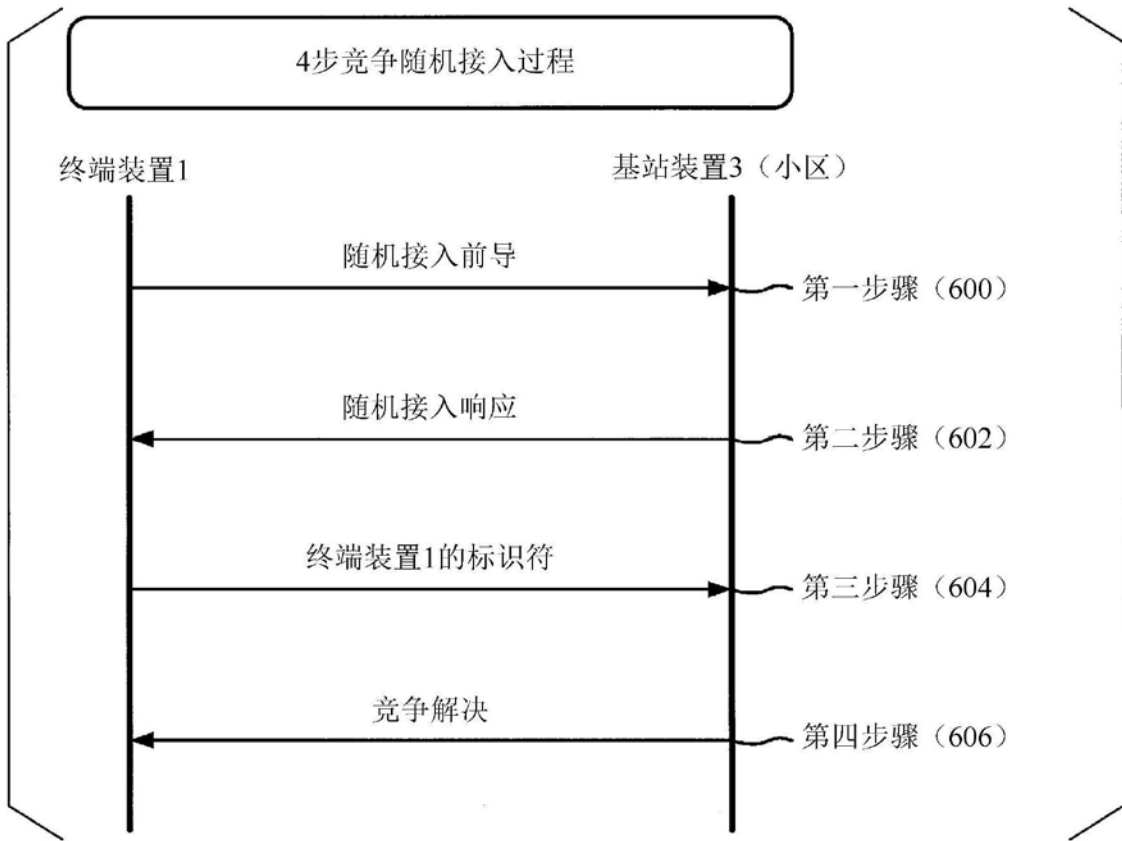 4步竞争随机接入过程
终端装置1
基站装置3（小区）
随机接入前导
第一步骤（600）
随机接入响应
第二步骤（602）
终端装置1的标识符
第三步骤（604）
竞争解决
第四步骤（606）